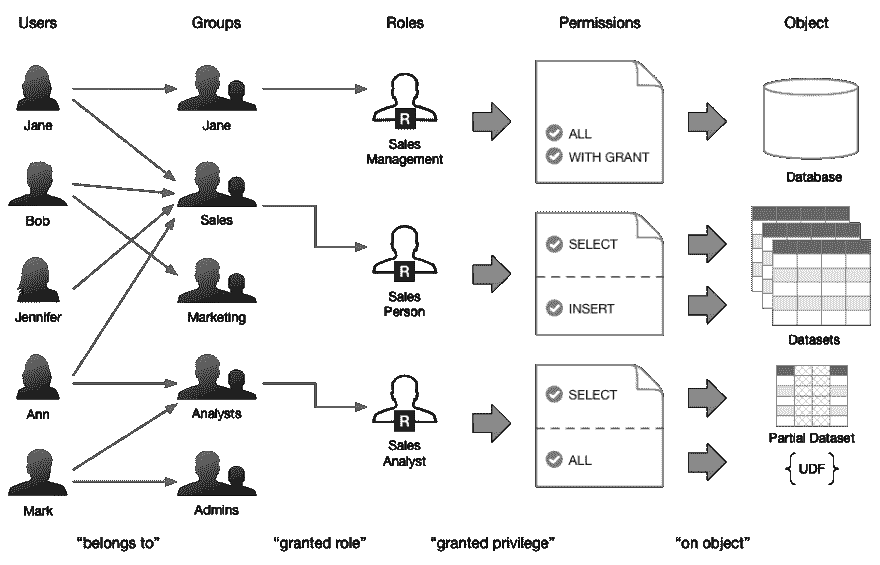 Users Groups Roles Permissions Object
Jane
Jane
R
Sales
Management
ALL
WITH GRANT
Database
Bob
Sales
R
Sales
Person
SELECT
INSERT
Datasets
Jennifer
Marketing
Ann
Analysts
R
Sales
Analyst
SELECT
ALL
Partial Dataset
{ UDF }
Mark
Admins
“belongs to” “granted role” “granted privilege” “on object”